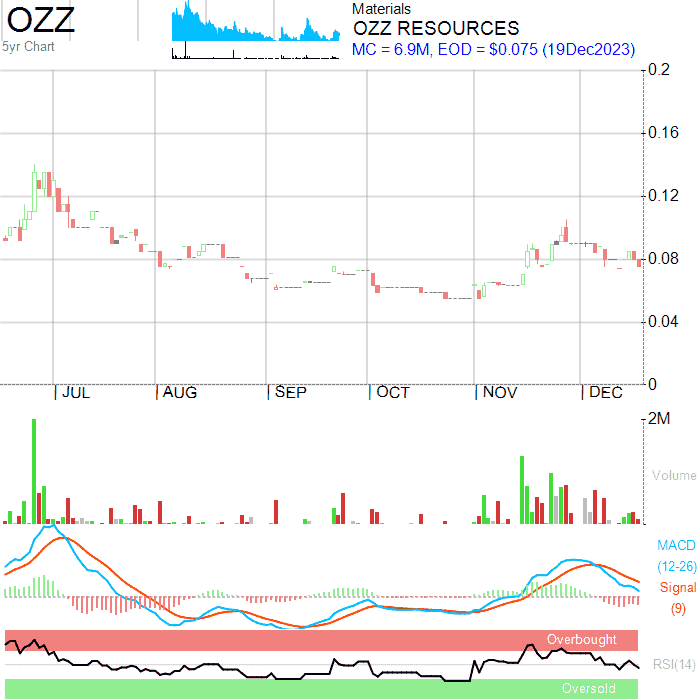 OZZ
5yr Chart
Materials
OZZ RESOURCES
MC = 6.9M, EOD = $0.075 (19Dec2023)
0.2
0.16
0.12
0.08
0.04
0
JUL AUG SEP OCT NOV DEC
2M
Volume
MACD
(12-26)
Signal
(9)
Overbought
RSI(14)
Oversold